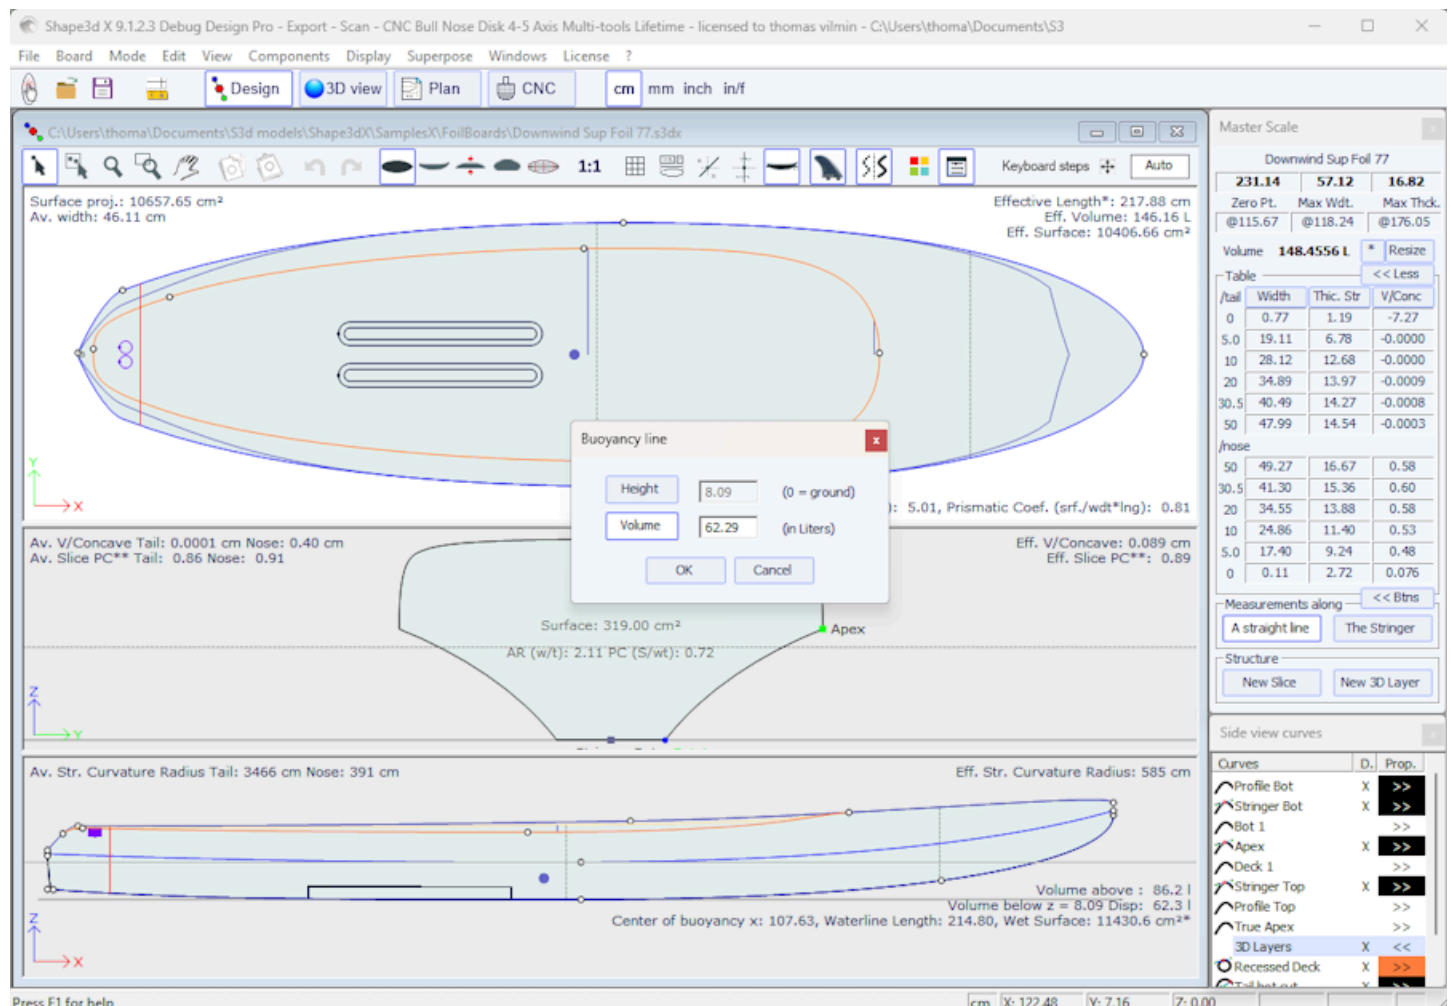 Shape3d X 9.1.2.3 Debug Design Pro - Export - Scan - CNC Bull Nose Disk 4-5 Axis Multi-tools Lifetime - licensed to thomas vilmin - C:\Users\thoma\Documents\S3
File Board Mode Edit View Components Display Superpose Windows License ?
Design 3D view Plan CNC cm mm inch in/f
C:\Users\thoma\Documents\S3d models\Shape3dX\SamplesX\FoilBoards\Downwind Sup Foil 77.s3dx
1:1 Keyboard steps Auto
Surface proj.: 10657.65 cm²
Av. width: 46.11 cm
Effective Length*: 217.88 cm
Eff. Volume: 146.16 L
Eff. Surface: 10406.66 cm²
Y
X
): 5.01, Prismatic Coef. (srf./wdt*lng): 0.81
Buoyancy line
x
Height 8.09 (0 = ground)
Volume 62.29 (in Liters)
OK Cancel
Av. V/Concave Tail: 0.0001 cm Nose: 0.40 cm
Av. Slice PC** Tail: 0.86 Nose: 0.91
Eff. V/Concave: 0.089 cm
Eff. Slice PC**: 0.89
Surface: 319.00 cm²
Apex
AR (w/t): 2.11 PC (S/wt): 0.72
Z
Y
Av. Str. Curvature Radius Tail: 3466 cm Nose: 391 cm
Eff. Str. Curvature Radius: 585 cm
Volume above : 86.2 l
Volume below z = 8.09 Disp: 62.3 l
Center of buoyancy x: 107.63, Waterline Length: 214.80, Wet Surface: 11430.6 cm²*
Z
X
Master Scale
Downwind Sup Foil 77
231.14 57.12 16.82
Zero Pt. Max Wdt. Max Thck.
@115.67 @118.24 @176.05
Volume 148.4556 L * Resize
Table << Less
/tail Width Thic. Str V/Conc
0 0.77 1.19 -7.27
5.0 19.11 6.78 -0.0000
10 28.12 12.68 -0.0000
20 34.89 13.97 -0.0009
30.5 40.49 14.27 -0.0008
50 47.99 14.54 -0.0003
/nose
50 49.27 16.67 0.58
30.5 41.30 15.36 0.60
20 34.55 13.88 0.58
10 24.86 11.40 0.53
5.0 17.40 9.24 0.48
0 0.11 2.72 0.076
<< Btns
Measurements along
A straight line The Stringer
Structure
New Slice New 3D Layer
Side view curves
Curves D. Prop.
Profile Bot X >>
Stringer Bot X >>
Bot 1 >>
Apex X >>
Deck 1 >>
Stringer Top X >>
Profile Top >>
True Apex >>
3D Layers X <<
Recessed Deck X >>
Press F1 for help
cm X: 122.48 Y: 7.16 Z: 0.00